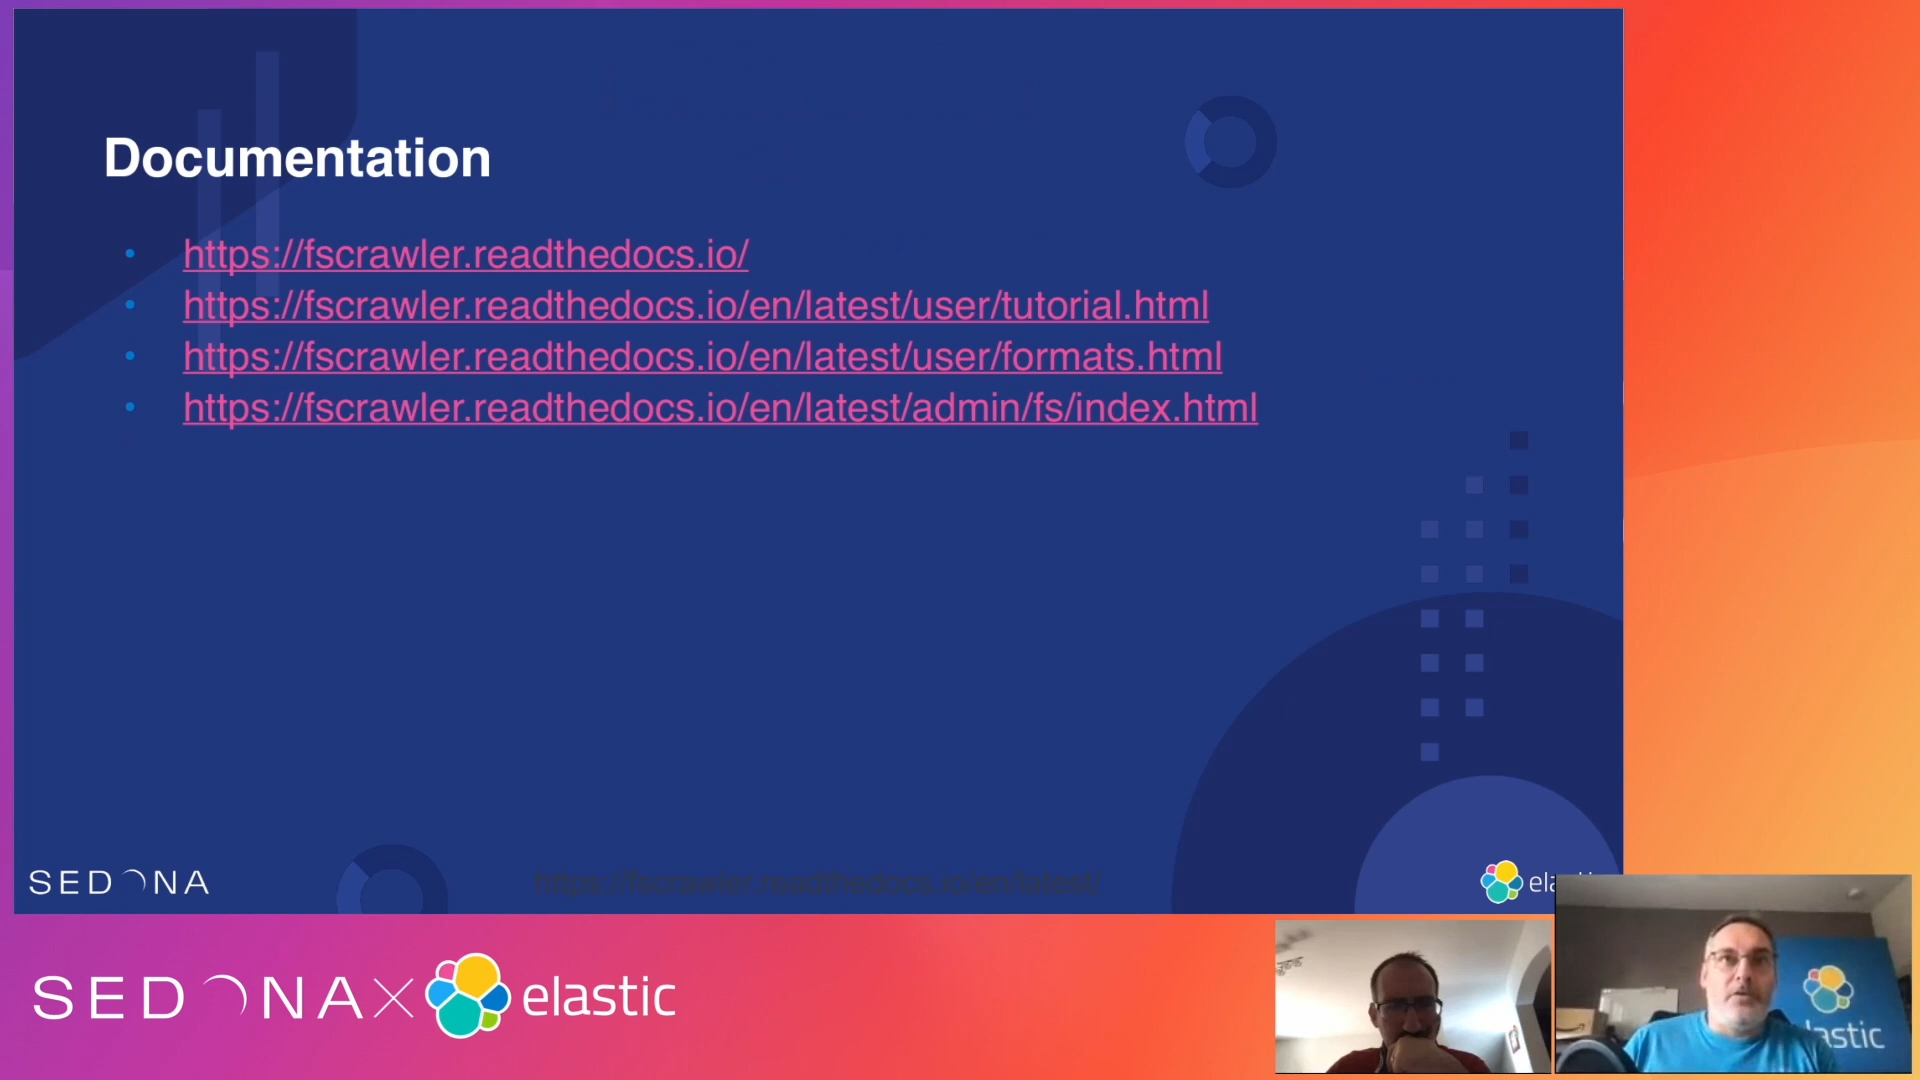 Documentation
https://fscrawler.readthedocs.io/
https://fscrawler.readthedocs.io/en/latest/user/tutorial.html
https://fscrawler.readthedocs.io/en/latest/user/formats.html
https://fscrawler.readthedocs.io/en/latest/admin/fs/index.html
SEDONA
https://fscrawler.readthedocs.io/en/latest/
SEDONA X elastic